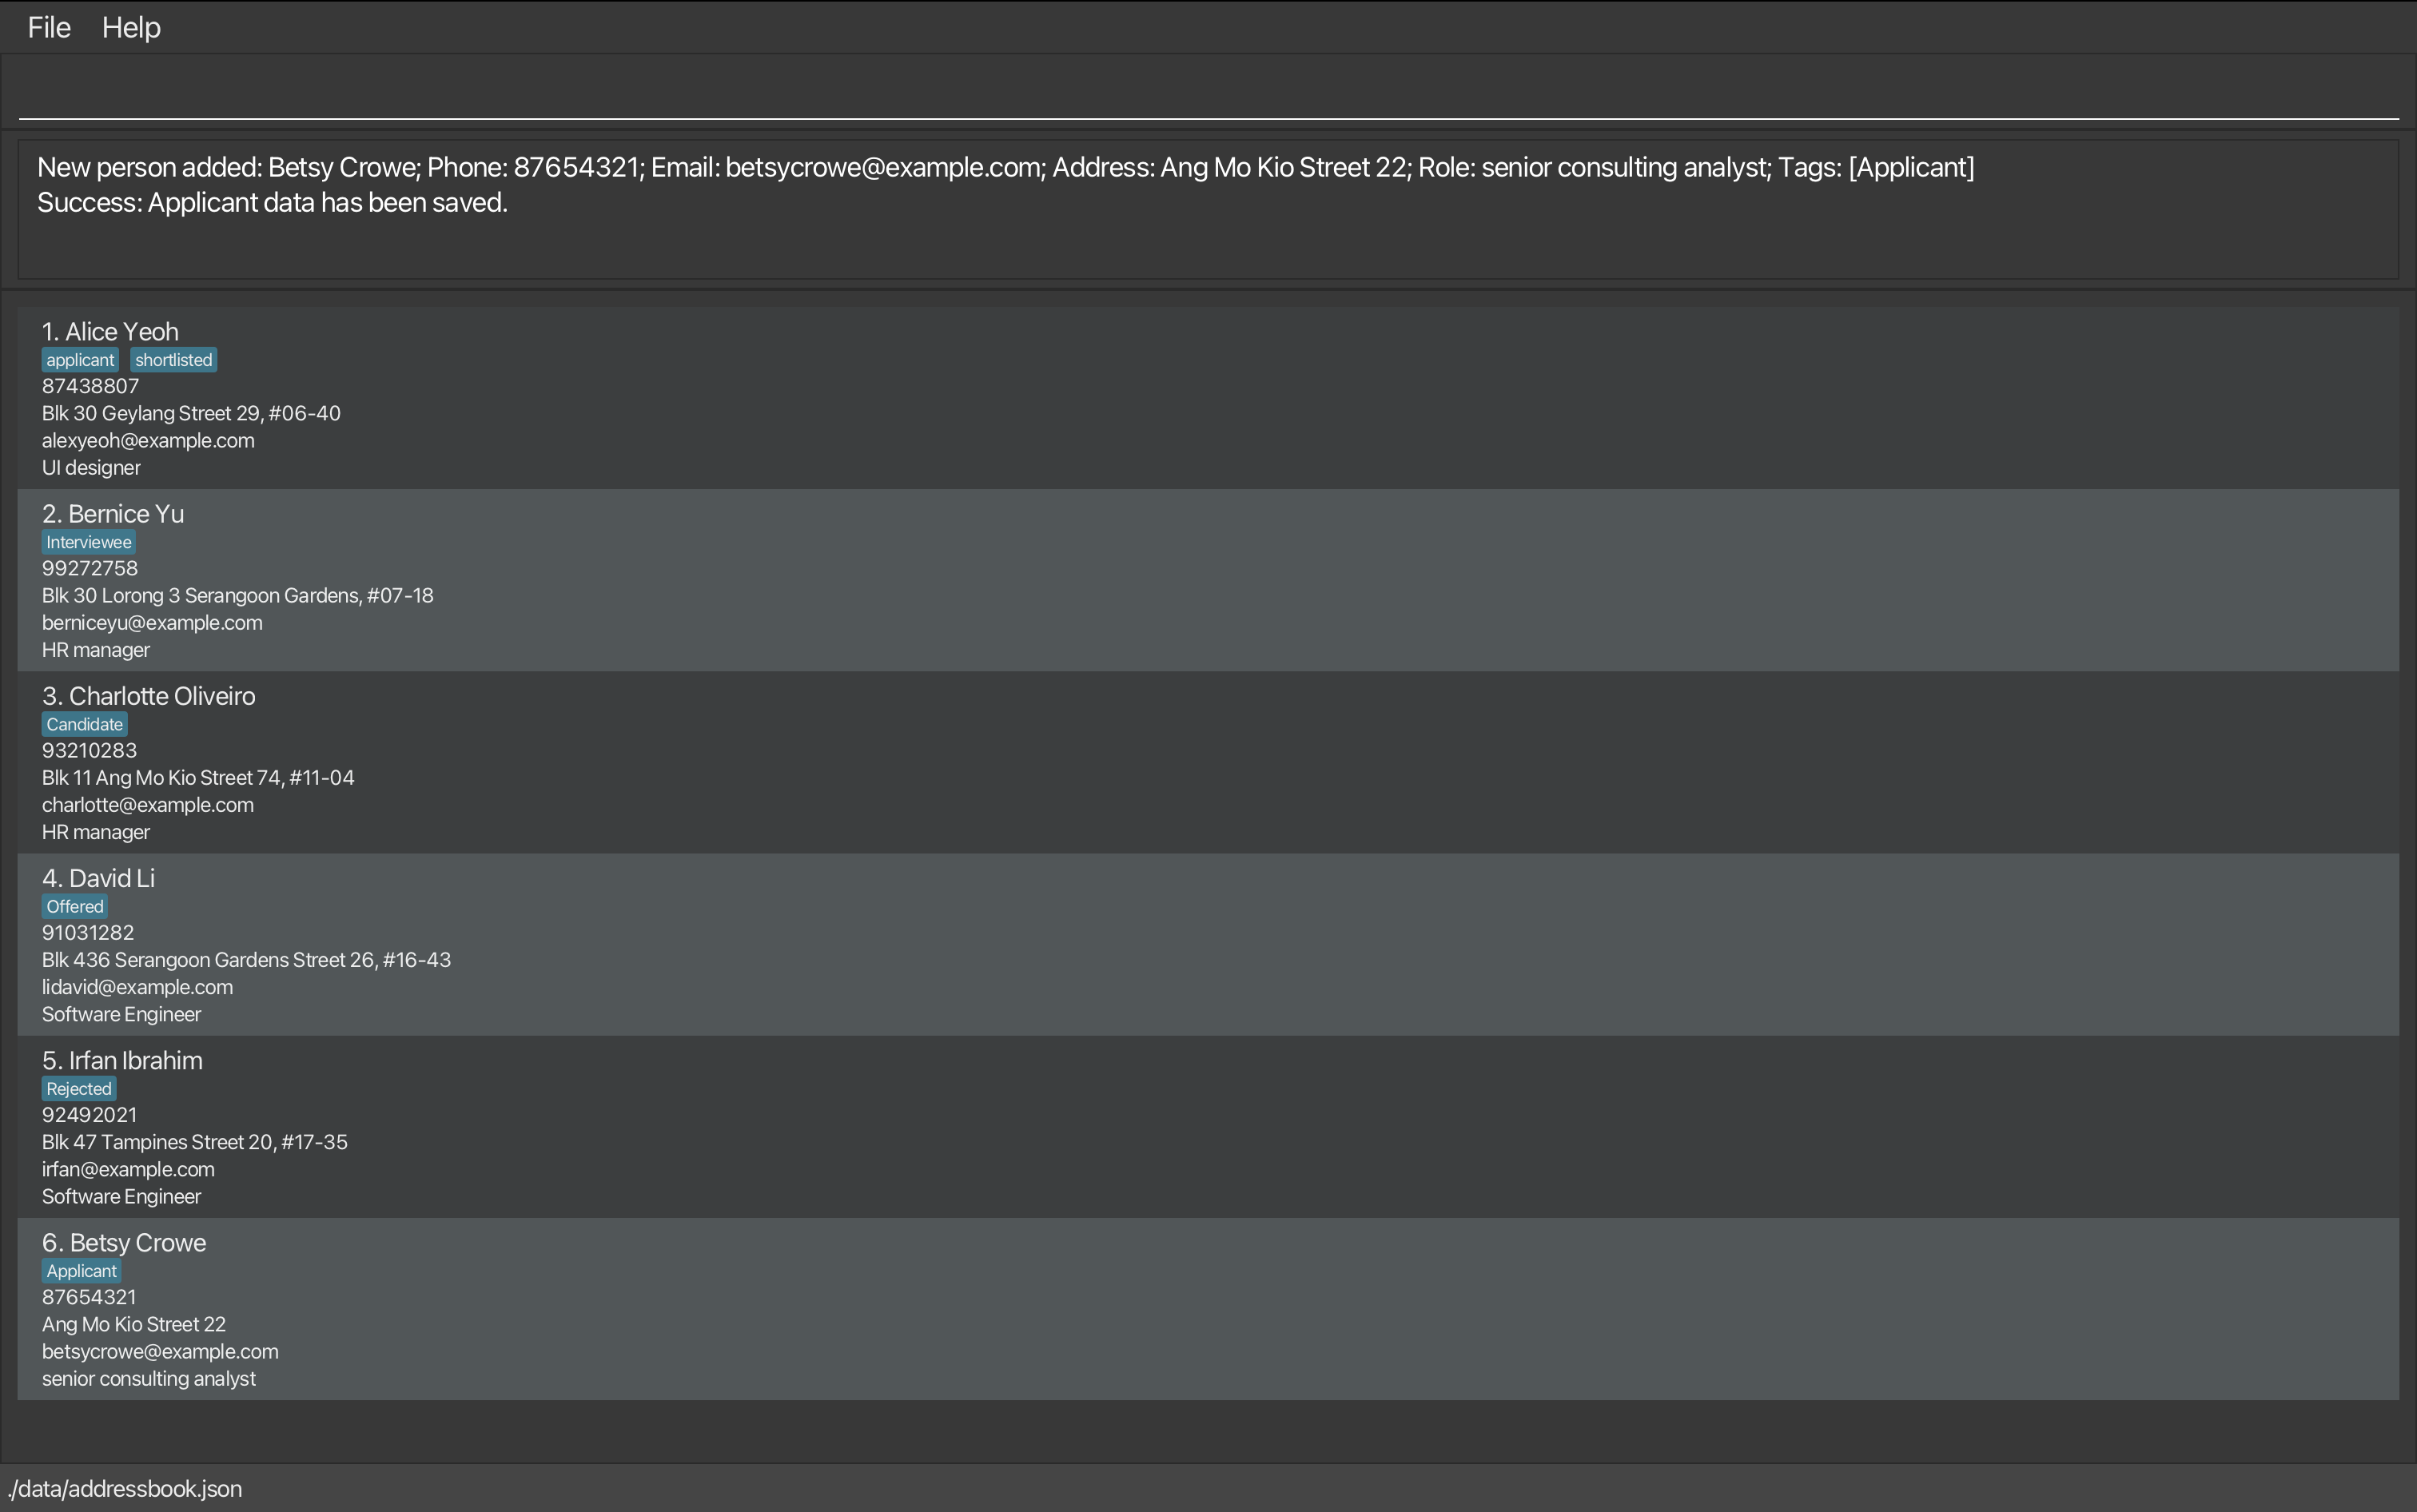 File Help
New person added: Betsy Crowe; Phone: 87654321; Email: betsycrowe@example.com; Address: Ang Mo Kio Street 22; Role: senior consulting analyst; Tags: [Applicant]
Success: Applicant data has been saved.
1. Alice Yeoh
applicant shortlisted
87438807
Blk 30 Geylang Street 29, #06-40
alexyeoh@example.com
UI designer
2. Bernice Yu
Interviewee
99272758
Blk 30 Lorong 3 Serangoon Gardens, #07-18
berniceyu@example.com
HR manager
3. Charlotte Oliveiro
Candidate
93210283
Blk 11 Ang Mo Kio Street 74, #11-04
charlotte@example.com
HR manager
4. David Li
Offered
91031282
Blk 436 Serangoon Gardens Street 26, #16-43
lidavid@example.com
Software Engineer
5. Irfan Ibrahim
Rejected
92492021
Blk 47 Tampines Street 20, #17-35
irfan@example.com
Software Engineer
6. Betsy Crowe
Applicant
87654321
Ang Mo Kio Street 22
betsycrowe@example.com
senior consulting analyst
./data/addressbook.json